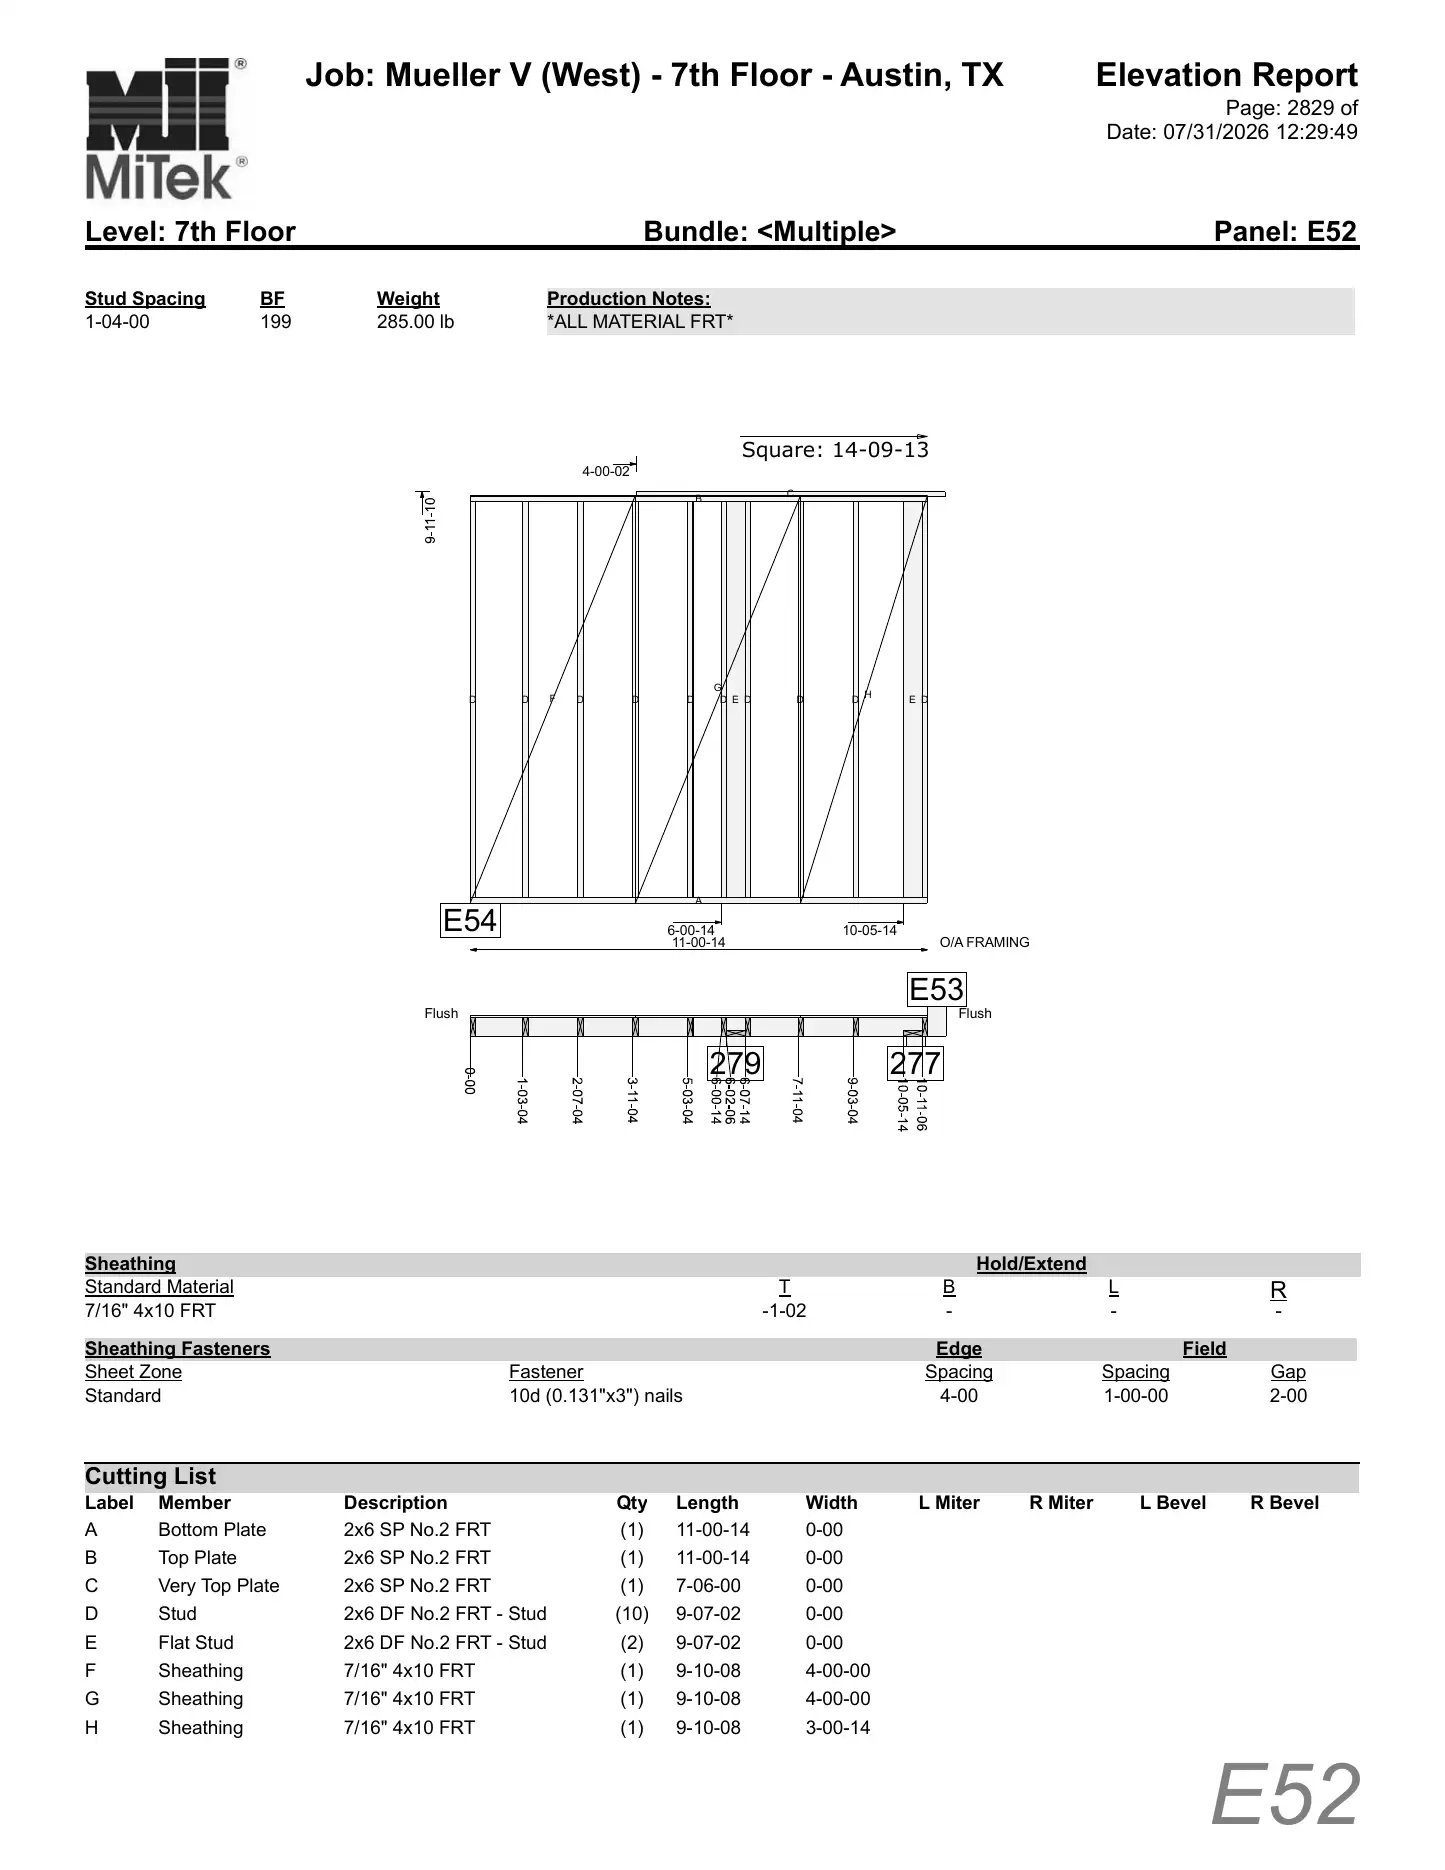 Job: Mueller V (West) - 7th Floor - Austin, TX
Elevation Report
Page: 2829 of
Date: 07/31/2026 12:29:49
MiTek®
Level: 7th Floor Bundle: <Multiple> Panel: E52
Stud Spacing BF Weight Production Notes:
1-04-00 199 285.00 lb *ALL MATERIAL FRT*
Square: 14-09-13
4-00-02
9-11-10
B C
D D F D D D G D E D D D H E D
A
E54
6-00-14 10-05-14
11-00-14 O/A FRAMING
E53
Flush Flush
279 277
0-00 1-03-04 2-07-04 3-11-04 5-03-04 6-00-14 6-02-06 6-07-14 7-11-04 9-03-04 10-05-14 10-11-06
Sheathing Hold/Extend
Standard Material T B L R
7/16" 4x10 FRT -1-02 - - -
Sheathing Fasteners Edge Field
Sheet Zone Fastener Spacing Spacing Gap
Standard 10d (0.131"x3") nails 4-00 1-00-00 2-00
Cutting List
Label Member Description Qty Length Width L Miter R Miter L Bevel R Bevel
A Bottom Plate 2x6 SP No.2 FRT (1) 11-00-14 0-00
B Top Plate 2x6 SP No.2 FRT (1) 11-00-14 0-00
C Very Top Plate 2x6 SP No.2 FRT (1) 7-06-00 0-00
D Stud 2x6 DF No.2 FRT - Stud (10) 9-07-02 0-00
E Flat Stud 2x6 DF No.2 FRT - Stud (2) 9-07-02 0-00
F Sheathing 7/16" 4x10 FRT (1) 9-10-08 4-00-00
G Sheathing 7/16" 4x10 FRT (1) 9-10-08 4-00-00
H Sheathing 7/16" 4x10 FRT (1) 9-10-08 3-00-14
E52